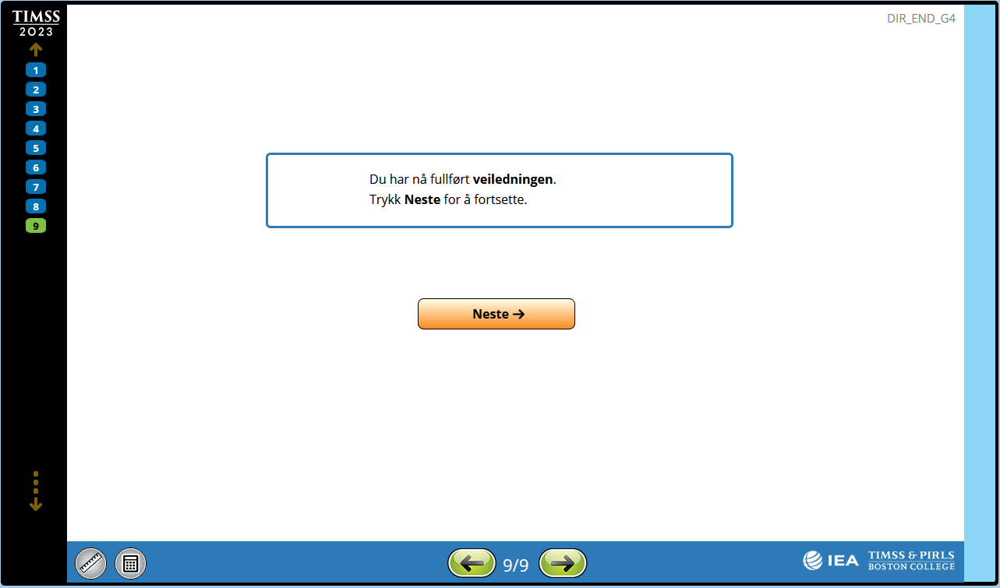 TIMSS
2023
DIR_END_G4
1
2
3
4
5
6
7
8
9
Du har nå fullført veiledningen.
Trykk Neste for å fortsette.
Neste →
9/9
IEA
TIMSS & PIRLS
BOSTON COLLEGE